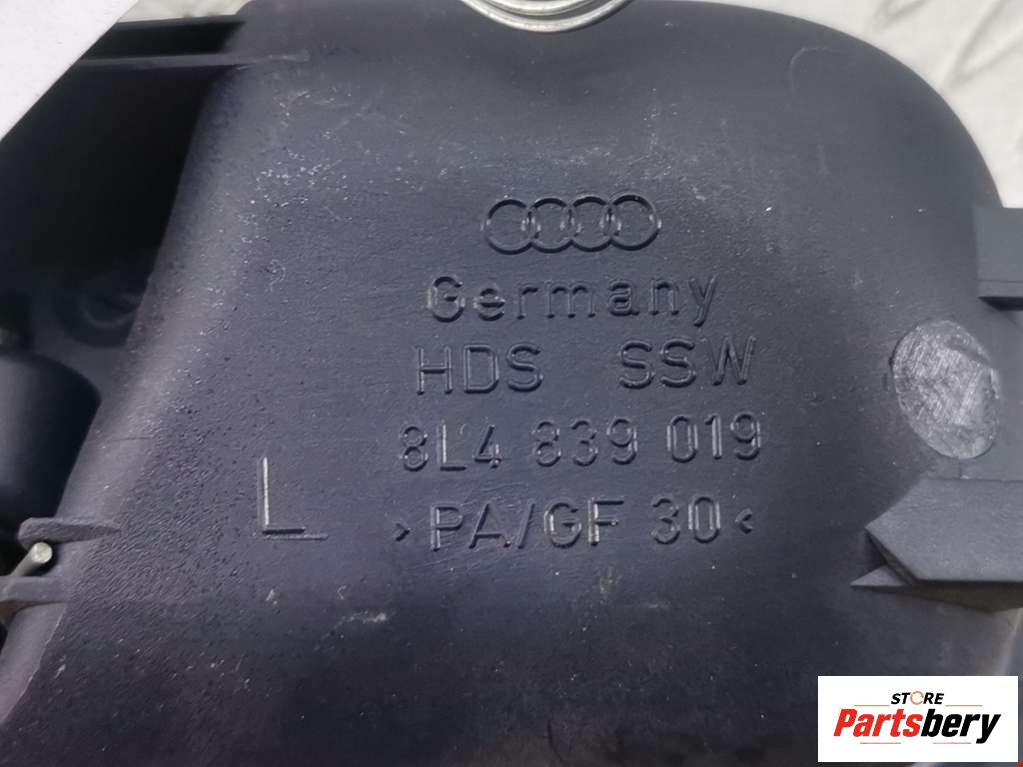 Germany
HDS SSW
8L4 839 019
L
>PA/GF 30<
STORE
Partsbery